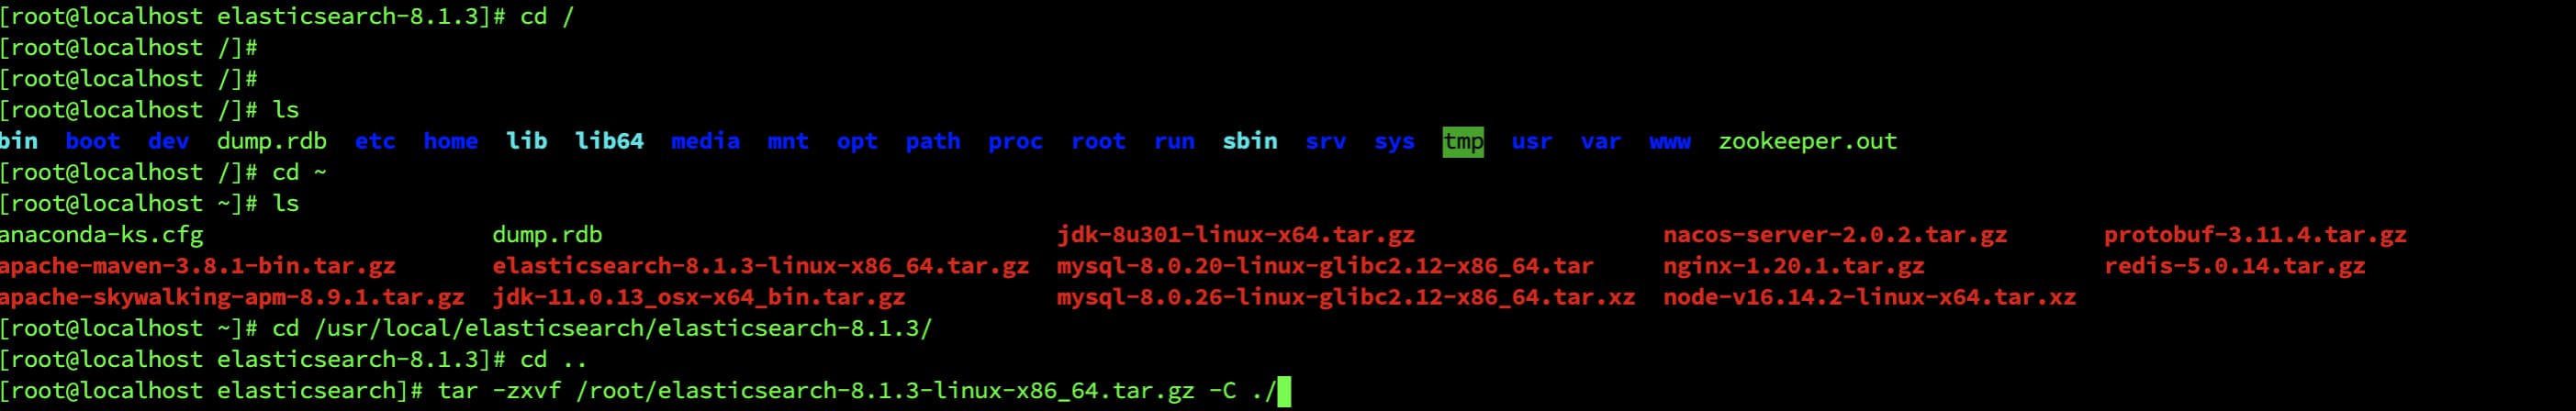 [root@localhost elasticsearch-8.1.3]# cd /
[root@localhost /]#
[root@localhost /]#
[root@localhost /]# ls
bin boot dev dump.rdb etc home lib lib64 media mnt opt path proc root run sbin srv sys tmp usr var www zookeeper.out
[root@localhost /]# cd ~
[root@localhost ~]# ls
anaconda-ks.cfg dump.rdb jdk-8u301-linux-x64.tar.gz nacos-server-2.0.2.tar.gz protobuf-3.11.4.tar.gz
apache-maven-3.8.1-bin.tar.gz elasticsearch-8.1.3-linux-x86_64.tar.gz mysql-8.0.20-linux-glibc2.12-x86_64.tar nginx-1.20.1.tar.gz redis-5.0.14.tar.gz
apache-skywalking-apm-8.9.1.tar.gz jdk-11.0.13_osx-x64_bin.tar.gz mysql-8.0.26-linux-glibc2.12-x86_64.tar.xz node-v16.14.2-linux-x64.tar.xz
[root@localhost ~]# cd /usr/local/elasticsearch/elasticsearch-8.1.3/
[root@localhost elasticsearch-8.1.3]# cd ..
[root@localhost elasticsearch]# tar -zxvf /root/elasticsearch-8.1.3-linux-x86_64.tar.gz -C ./